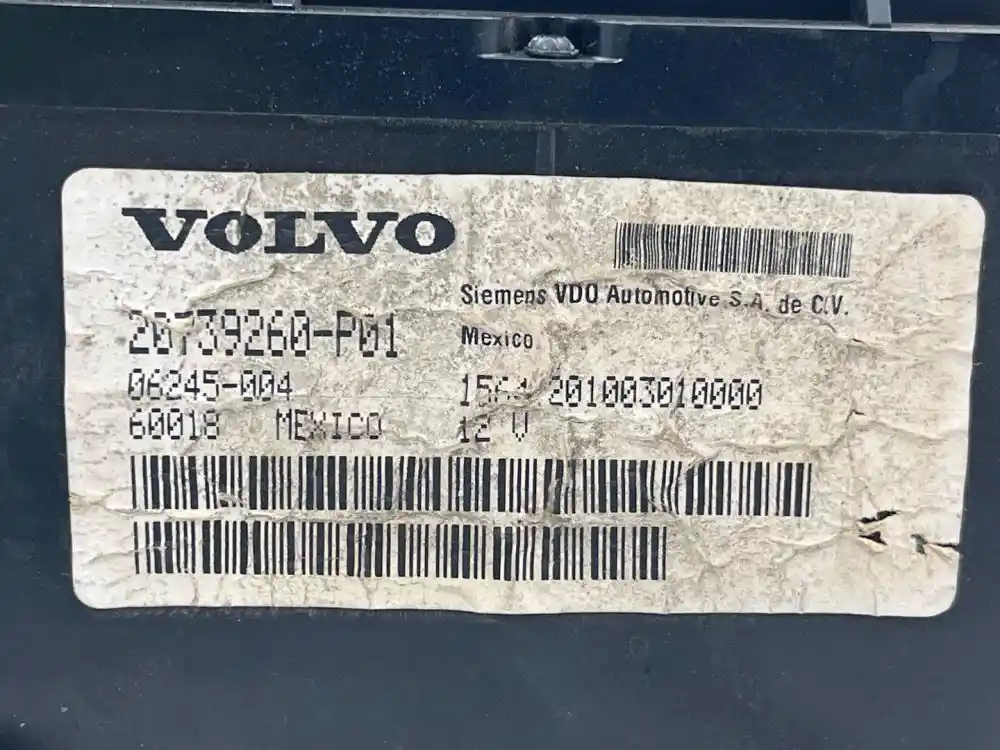 VOLVO
Siemens VDO Automotive S.A. de C.V.
20739260-P01
Mexico
06245-004
201003010000
60018 MEXICO
12 V